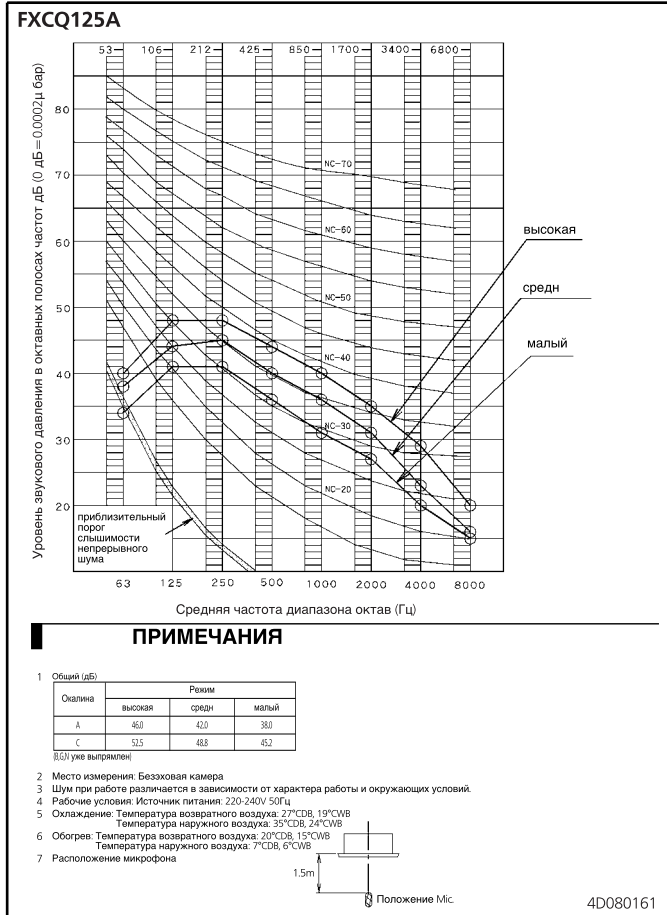 FXCQ125A
53 106 212 425 850 1700 3400 6800
Уровень звукового давления в октавных полосах частот дБ (0 дБ = 0.0002µ бар)
80
70
60
50
40
30
20
NC-70
NC-60
NC-50
NC-40
NC-30
NC-20
высокая
средн
малый
приблизительный
порог
слышимости
непрерывного
шума
63 125 250 500 1000 2000 4000 8000
Средняя частота диапазона октав (Гц)
ПРИМЕЧАНИЯ
1 Общий (дБ)
Окалина Режим
высокая средн малый
A 46.0 42.0 38.0
C 52.5 48.8 45.2
(B,G,N уже выпрямлен)
2 Место измерения: Безэховая камера
3 Шум при работе различается в зависимости от характера работы и окружающих условий.
4 Рабочие условия: Источник питания: 220-240V 50Гц
5 Охлаждение: Температура возвратного воздуха: 27°CDB, 19°CWB
Температура наружного воздуха: 35°CDB, 24°CWB
6 Обогрев: Температура возвратного воздуха: 20°CDB, 15°CWB
Температура наружного воздуха: 7°CDB, 6°CWB
7 Расположение микрофона
1.5m
Положение Mic.
4D080161